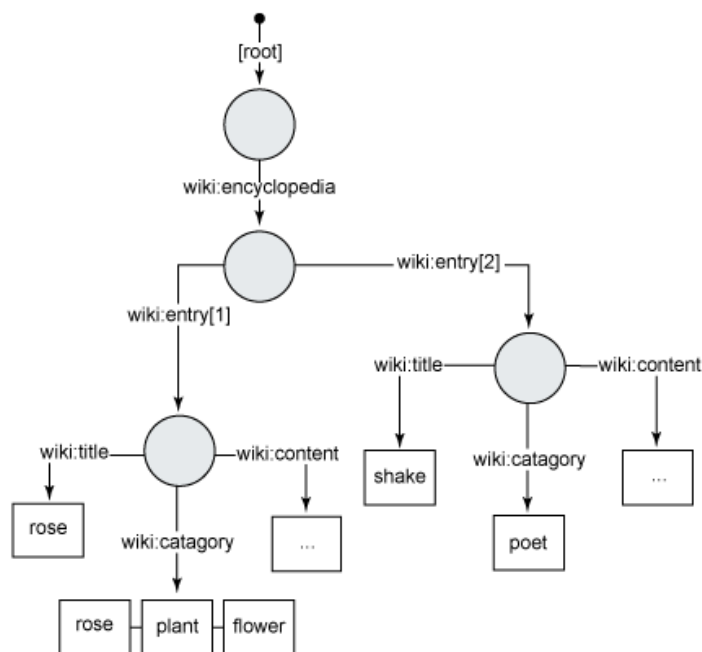 [root]
wiki:encyclopedia
wiki:entry[2]
wiki:entry[1]
wiki:title
wiki:content
shake
wiki:catagory
...
poet
wiki:title
wiki:content
rose
wiki:catagory
...
rose
plant
flower